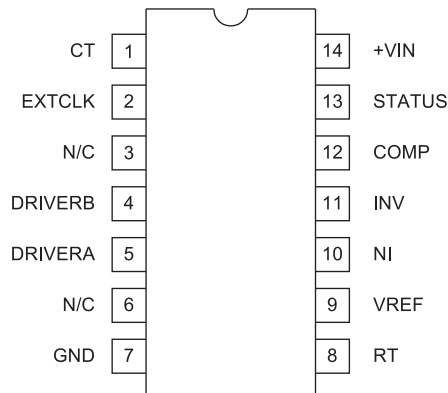 CT 1 14 +VIN
EXTCLK 2 13 STATUS
N/C 3 12 COMP
DRIVERB 4 11 INV
DRIVERA 5 10 NI
N/C 6 9 VREF
GND 7 8 RT